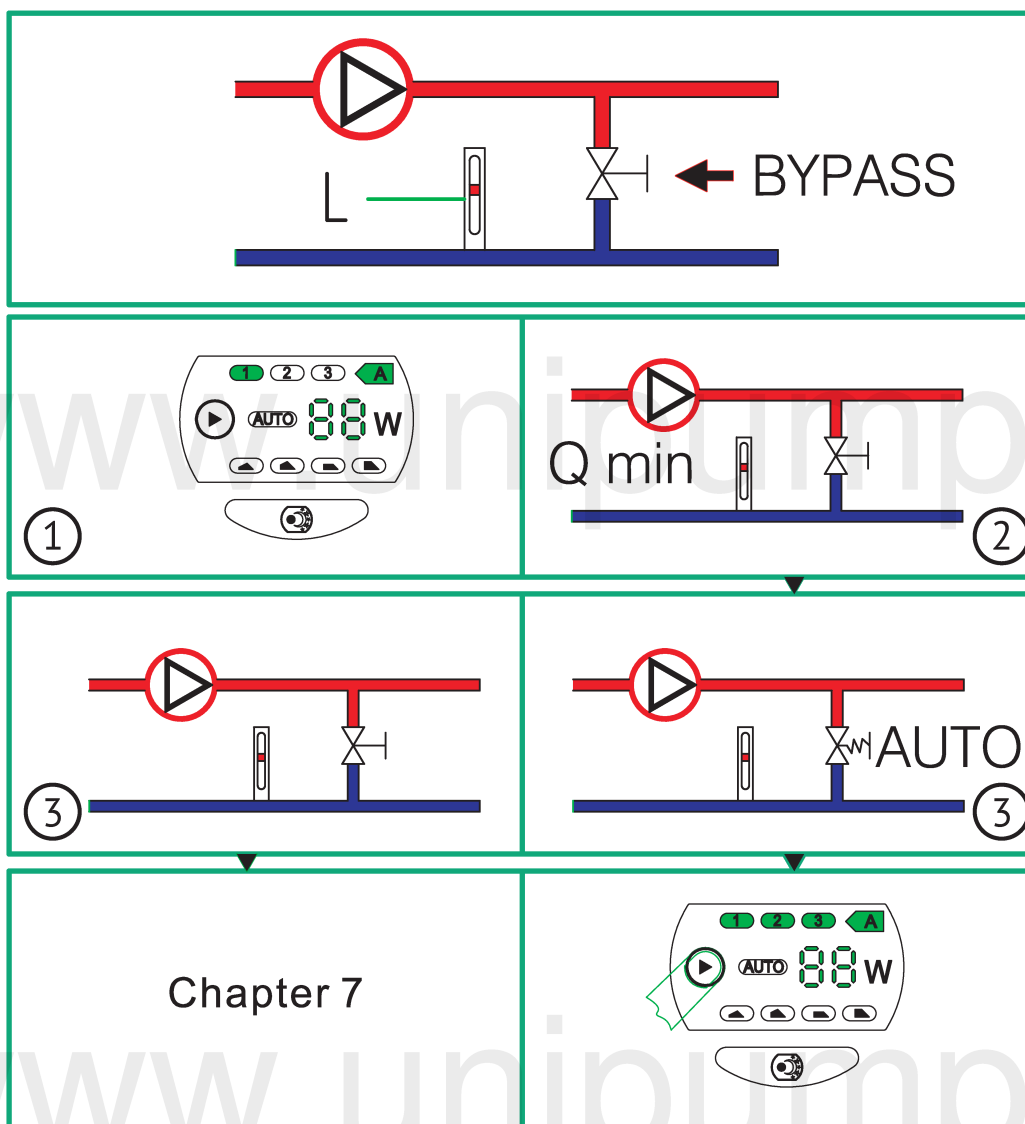 BYPASS
L
1 2 3 A
AUTO 88 W
1
Q min
2
3
AUTO
3
Chapter 7
1 2 3 A
AUTO 88 W
www.unipump
www.unipump